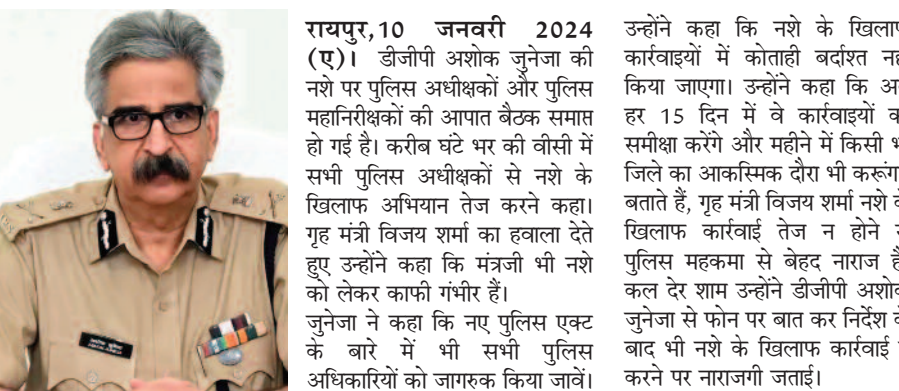 रायपुर,10 जनवरी 2024
(ए)। डीजीपी अशोक जुनेजा की
नशे पर पुलिस अधीक्षकों और पुलिस
महानिरीक्षकों की आपात बैठक समाप्त
हो गई है। करीब घंटे भर की वीसी में
सभी पुलिस अधीक्षकों से नशे के
खिलाफ अभियान तेज करने कहा।
गृह मंत्री विजय शर्मा का हवाला देते
हुए उन्होंने कहा कि मंत्रजी भी नशे
को लेकर काफी गंभीर हैं।
जुनेजा ने कहा कि नए पुलिस एक्ट
के बारे में भी सभी पुलिस
अधिकारियों को जागरुक किया जावें।
उन्होंने कहा कि नशे के
कार्रवाइयों में कोताही बर्दाश्त
किया जाएगा। उन्होंने कहा कि
हर 15 दिन में वे कार्रवाइयों
समीक्षा करेंगे और महीने में किसी
जिले का आकस्मिक दौरा भी
बताते हैं, गृह मंत्री विजय शर्मा नशे
खिलाफ कार्रवाई तेज न होने
पुलिस महकमा से बेहद नाराज
कल देर शाम उन्होंने डीजीपी
जुनेजा से फोन पर बात कर निर्देश
बाद भी नशे के खिलाफ कार्रवाई
करने पर नाराजगी जताई।